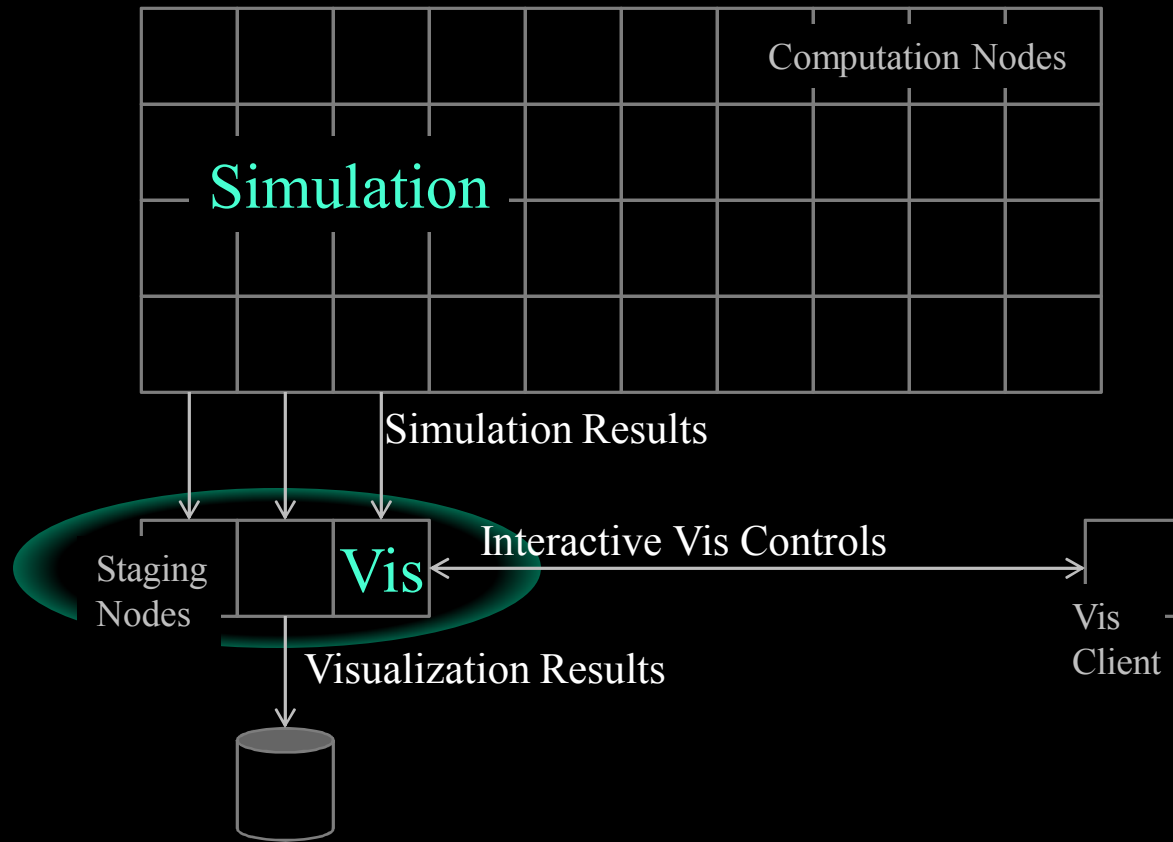 Computation Nodes
Simulation
Simulation Results
Interactive Vis Controls
Staging
Nodes
Vis
Vis
Client
Visualization Results